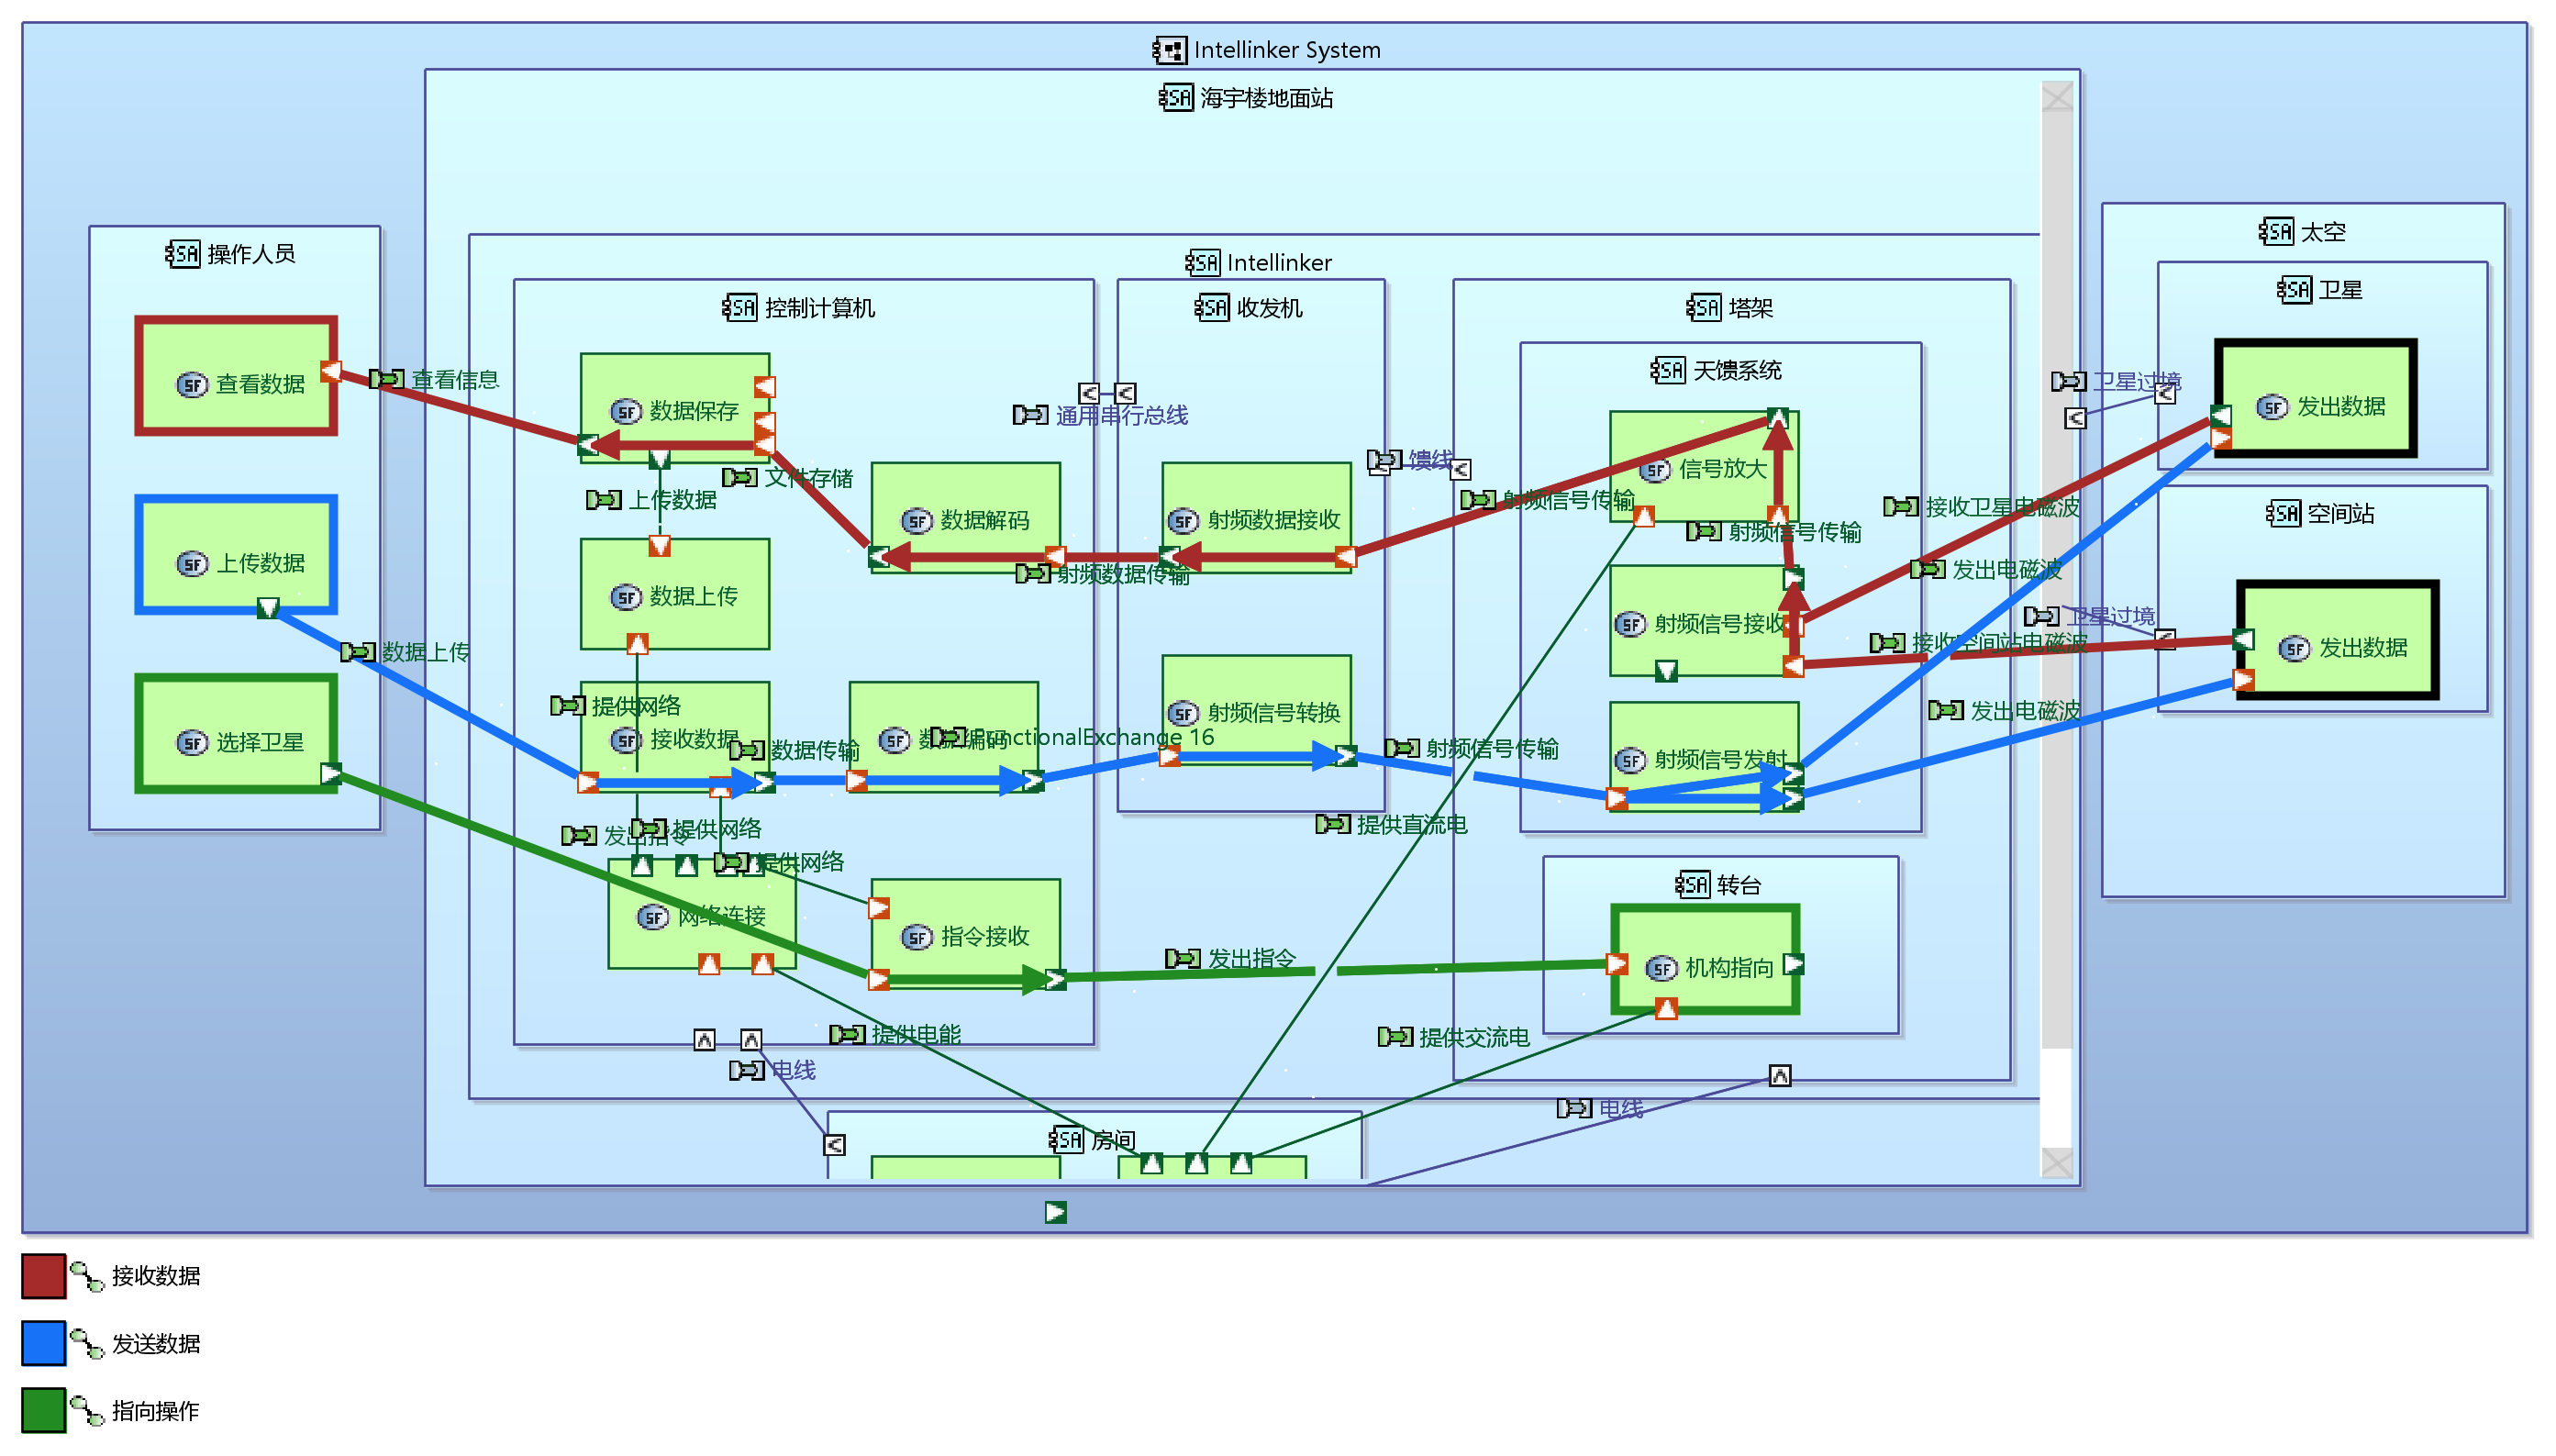 Intellinker System
海宇楼地面站
操作人员
查看数据
上传数据
选择卫星
查看信息
数据上传
发出指令
Intellinker
控制计算机
数据保存
文件存储
上传数据
数据解码
数据上传
提供网络
接收数据
数据传输
数据编码
FunctionalExchange 16
提供网络
提供网络
网络连接
指令接收
提供电能
电线
通用串行总线
收发机
射频数据接收
射频数据传输
射频信号转换
馈线
射频信号传输
射频信号传输
提供直流电
发出指令
提供交流电
塔架
天馈系统
信号放大
射频信号传输
射频信号接收
射频信号发射
转台
机构指向
电线
房间
太空
卫星
发出数据
卫星过境
接收卫星电磁波
发出电磁波
空间站
发出数据
卫星过境
接收空间站电磁波
发出电磁波
接收数据
发送数据
指向操作